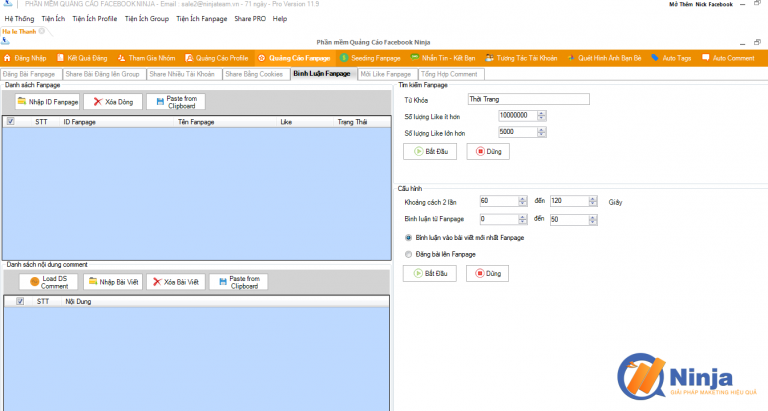 PHẦN MỀM QUẢNG CÁO FACEBOOK NINJA - Email : sale2@ninjateam.vn - 71 ngày - Pro Version 11.9
Mở Thêm Nick Facebook
Hệ Thống Tiện Ích Tiện Ích Profile Tiện Ích Group Tiện Ích Fanpage Share PRO Help
Ha le Thanh
Phần mềm Quảng Cáo Facebook Ninja
Đăng Nhập Kết Quả Đăng Tham Gia Nhóm Quảng Cáo Profile Quảng Cáo Fanpage Seeding Fanpage Nhắn Tin - Kết Bạn Tương Tác Tài Khoản Quét Hình Ảnh Bạn Bè Auto Tags Auto Comment
Đăng Bài Fanpage Share Bài Đăng lên Group Share Nhiều Tài Khoản Share Bằng Cookies Bình Luận Fanpage Mời Like Fanpage Tổng Hợp Comment
Danh sách Fanpage
Nhập ID Fanpage Xóa Dòng Paste from Clipboard
STT ID Fanpage Tên Fanpage Like Trạng Thái
Tìm kiếm Fanpage
Từ Khóa Thời Trang
Số lượng Like ít hơn 10000000
Số lượng Like lớn hơn 5000
Bắt Đầu Dừng
Cấu hình
Khoảng cách 2 lần 60 đến 120 Giây
Bình luận từ Fanpage 0 đến 50
Bình luận vào bài viết mới nhất Fanpage
Đăng bài lên Fanpage
Bắt Đầu Dừng
Danh sách nội dung comment
Load DS Comment Nhập Bài Viết Xóa Bài Viết Paste from Clipboard
STT Nội Dung
Ninja
GIẢI PHÁP MARKETING HIỆU QUẢ